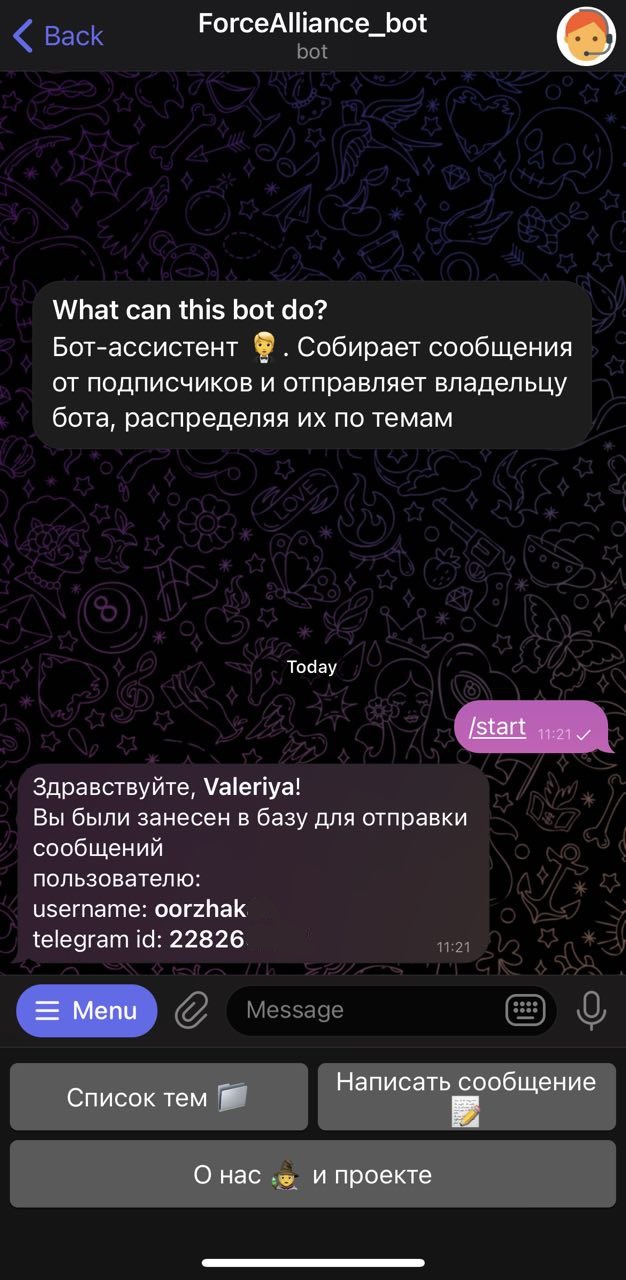 Back
ForceAlliance_bot
bot
What can this bot do?
Бот-ассистент 🤵. Собирает сообщения
от подписчиков и отправляет владельцу
бота, распределяя их по темам
Today
/start 11:21
Здравствуйте, Valeriya!
Вы были занесен в базу для отправки
сообщений
пользователю:
username: oorzhak
telegram id: 22826
11:21
Menu
Message
Список тем 📁
Написать сообщение
📝
О нас 🧙 и проекте